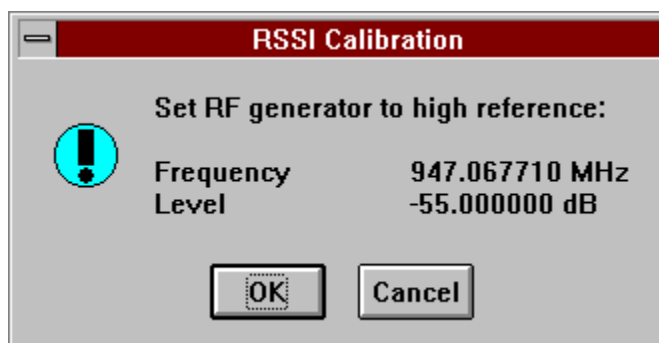 RSSI Calibration
Set RF generator to high reference:
Frequency 947.067710 MHz
Level -55.000000 dB
OK Cancel